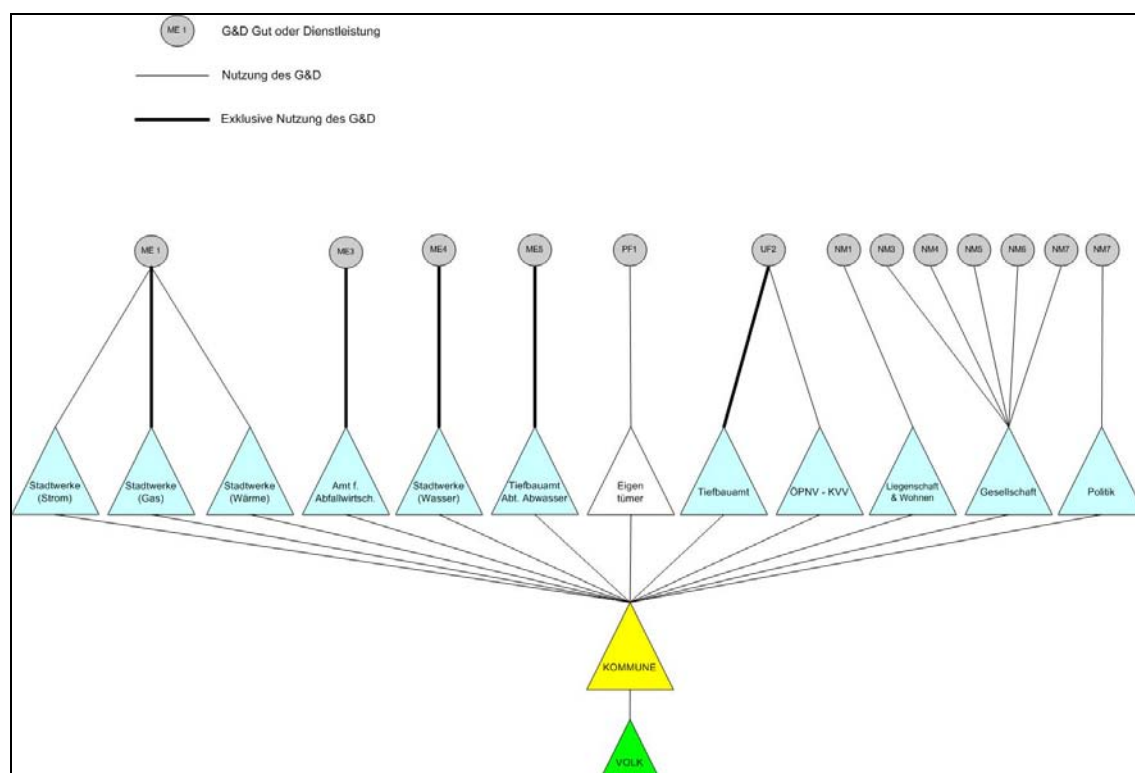 ME 1
G&D Gut oder Dienstleistung
Nutzung des G&D
Exklusive Nutzung des G&D
ME 1
ME3
ME4
ME5
PF1
UF2
NM1
NM3
NM4
NM5
NM6
NM7
NM7
Stadtwerke
(Strom)
Stadtwerke
(Gas)
Stadtwerke
(Wärme)
Amt f.
Abfallwirtsch.
Stadtwerke
(Wasser)
Tiefbauamt
Abt. Abwasser
Eigen
tümer
Tiefbauamt
ÖPNV - KVV
Liegenschaft
& Wohnen
Gesellschaft
Politik
KOMMUNE
VOLK